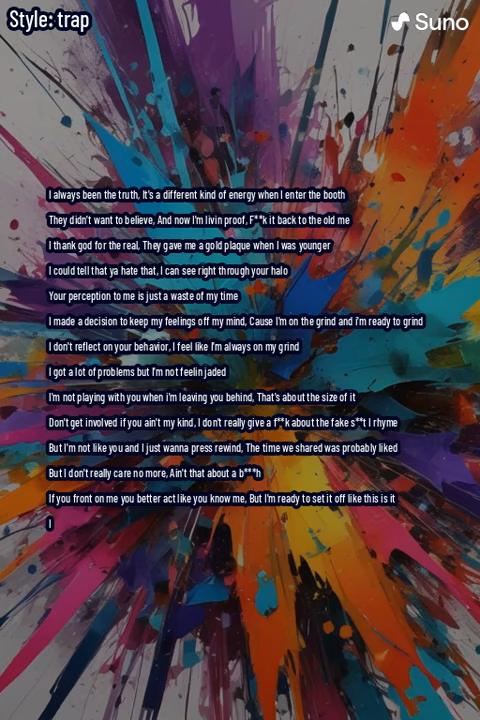 Style: trap
Suno
I always been the truth, It's a different kind of energy when I enter the booth
They didn't want to believe, And now I'm livin proof, F**k it back to the old me
I thank god for the real, They gave me a gold plaque when I was younger
I could tell that ya hate that, I can see right through your halo
Your perception to me is just a waste of my time
I made a decision to keep my feelings off my mind, Cause I'm on the grind and i'm ready to grind
I don't reflect on your behavior, I feel like I'm always on my grind
I got a lot of problems but I'm not feelin jaded
I'm not playing with you when i'm leaving you behind, That's about the size of it
Don't get involved if you ain't my kind, I don't really give a f**k about the fake s**t I rhyme
But I'm not like you and I just wanna press rewind, The time we shared was probably liked
But I don't really care no more, Ain't that about a b***h
If you front on me you better act like you know me, But I'm ready to set it off like this is it
I